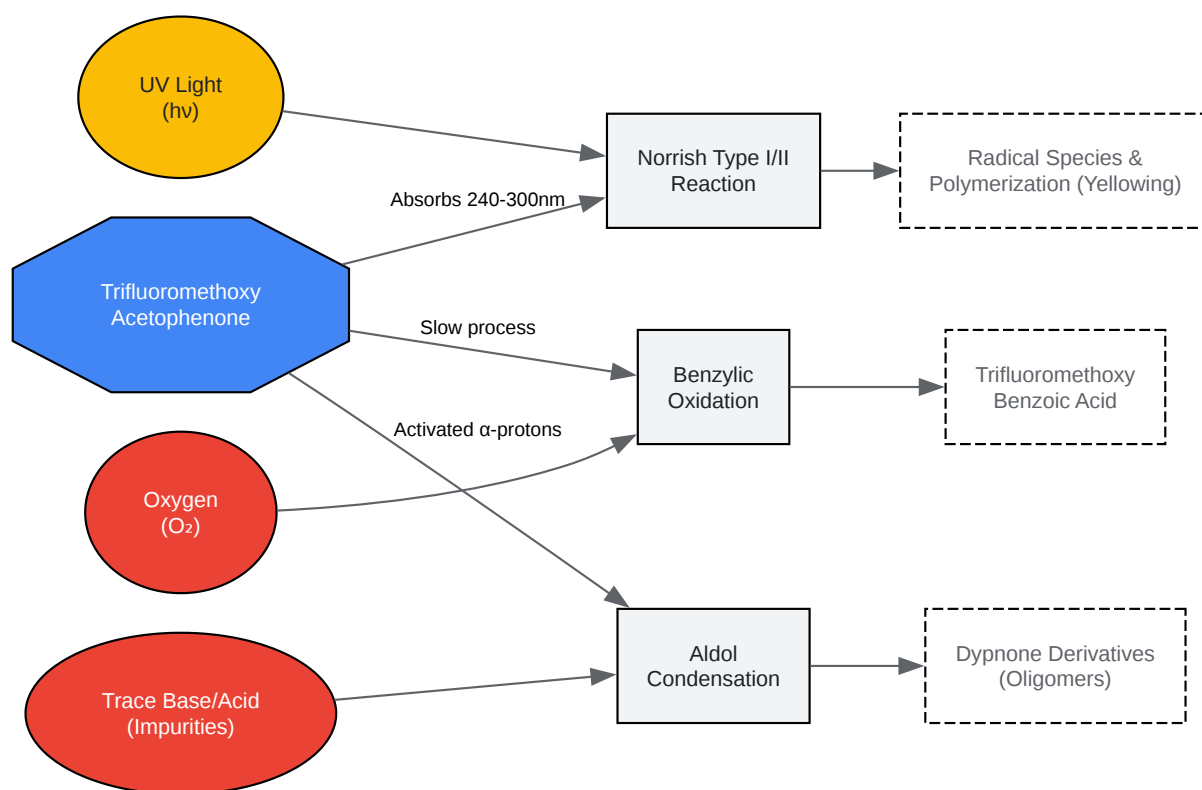 UV Light
(hν)
Norrish Type I/II
Reaction
Radical Species &
Polymerization (Yellowing)
Absorbs 240-300nm
Trifluoromethoxy
Acetophenone
Slow process
Benzylic
Oxidation
Trifluoromethoxy
Benzoic Acid
Activated α-protons
Oxygen
(O₂)
Aldol
Condensation
Dypnone Derivatives
(Oligomers)
Trace Base/Acid
(Impurities)